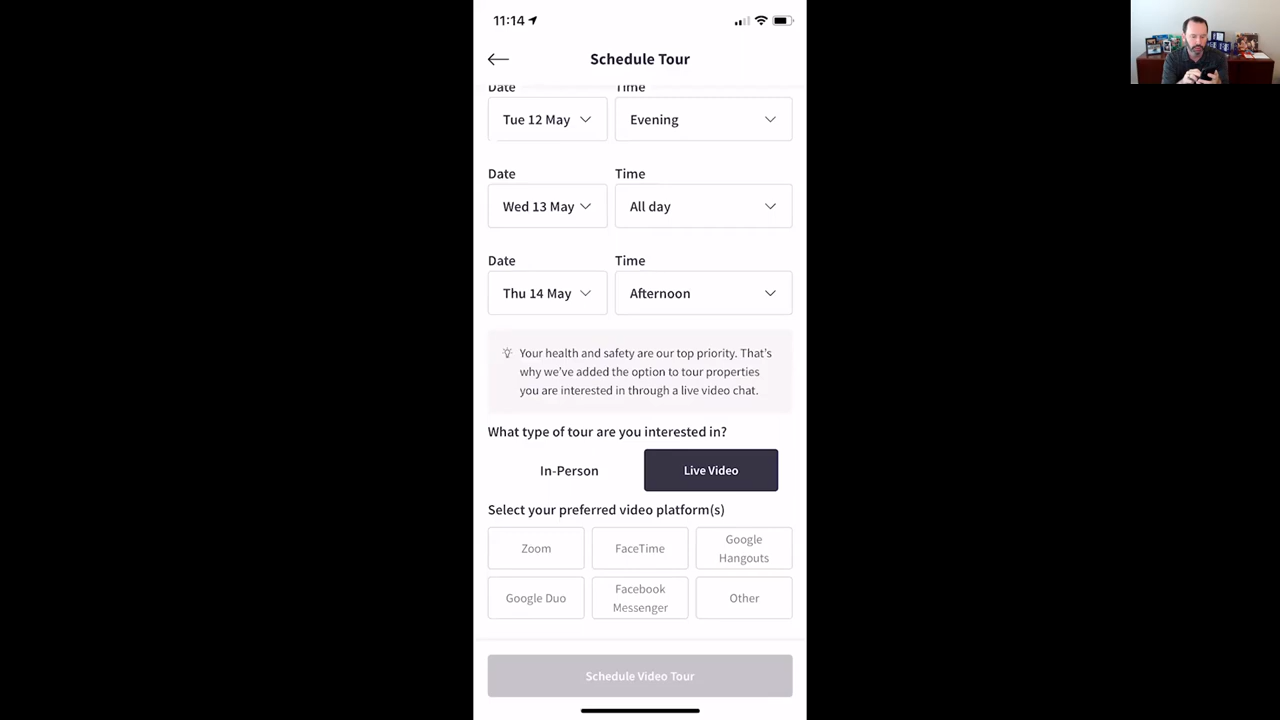 11:14
Schedule Tour
Date Time
Tue 12 May Evening
Date Time
Wed 13 May All day
Date Time
Thu 14 May Afternoon
Your health and safety are our top priority. That's
why we've added the option to tour properties
you are interested in through a live video chat.
What type of tour are you interested in?
In-Person Live Video
Select your preferred video platform(s)
Zoom FaceTime Google
Hangouts
Google Duo Facebook
Messenger Other
Schedule Video Tour